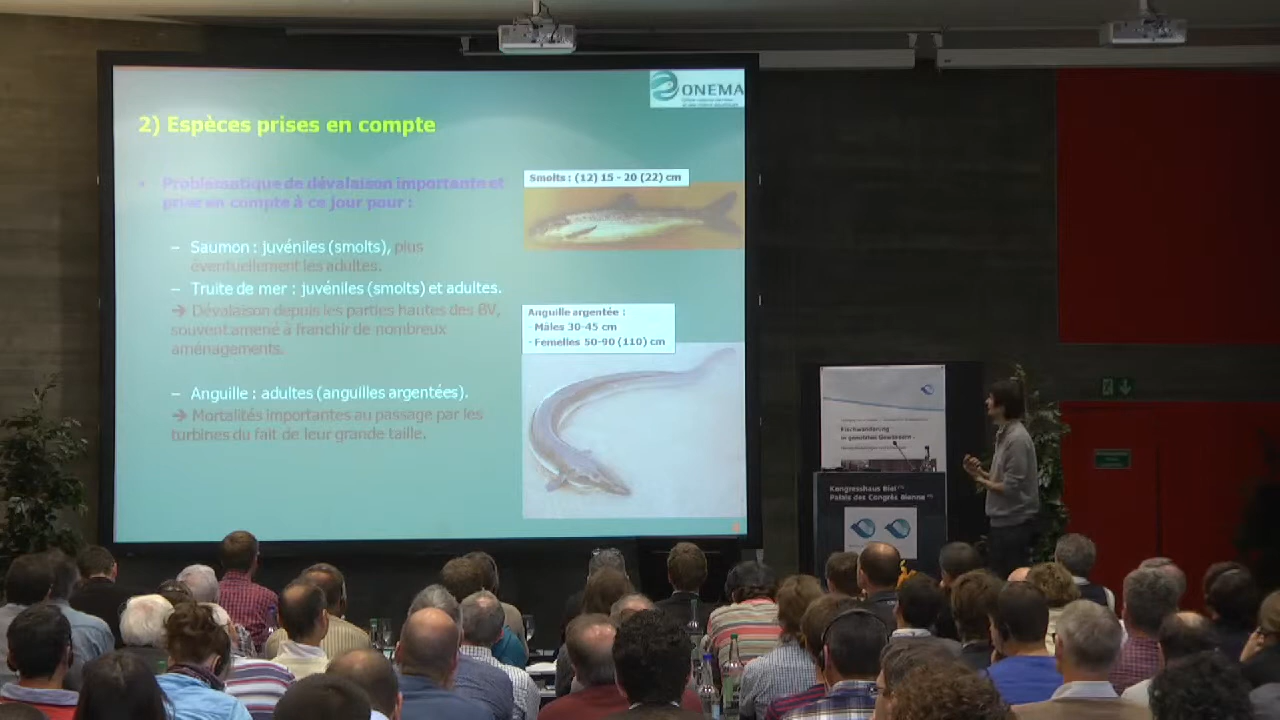 ONEMA
2) Espèces prises en compte
• Problématique de dévalaison importante et
prise en compte à ce jour pour :
– Saumon : juvéniles (smolts), plus
éventuellement les adultes.
– Truite de mer : juvéniles (smolts) et adultes.
➔ Dévalaison depuis les parties hautes des BV,
souvent amené à franchir de nombreux
aménagements.
– Anguille : adultes (anguilles argentées).
➔ Mortalités importantes au passage par les
turbines du fait de leur grande taille.
Smolts : (12) 15 - 20 (22) cm
Anguille argentée :
- Mâles 30-45 cm
- Femelles 50-90 (110) cm
Fischwanderung
in genutzten Gewässern
Kongresshaus Biel
Palais des Congrès Bienne